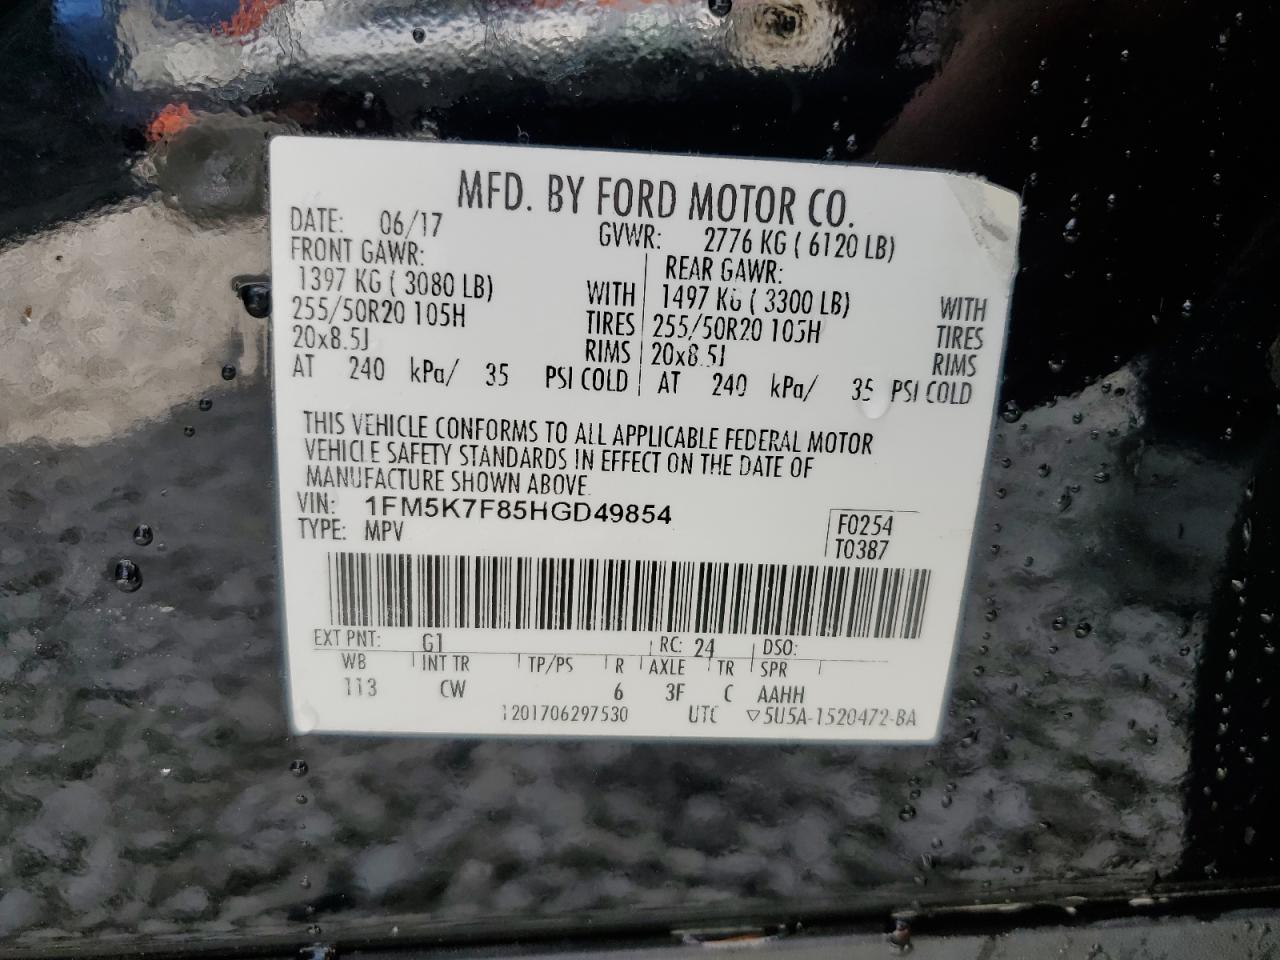 MFD. BY FORD MOTOR CO.
DATE: 06/17 GVWR: 2776 KG ( 6120 LB)
FRONT GAWR: REAR GAWR:
1397 KG ( 3080 LB) WITH 1497 KG ( 3300 LB) WITH
255/50R20 105H TIRES 255/50R20 105H TIRES
20x8.5J RIMS 20x8.5J RIMS
AT 240 kPa/ 35 PSI COLD AT 240 kPa/ 35 PSI COLD
THIS VEHICLE CONFORMS TO ALL APPLICABLE FEDERAL MOTOR
VEHICLE SAFETY STANDARDS IN EFFECT ON THE DATE OF
MANUFACTURE SHOWN ABOVE.
VIN: 1FM5K7F85HGD49854
TYPE: MPV
F0254
T0387
EXT PNT: G1 RC: 24 DSO:
WB INT TR TP/PS R AXLE TR SPR
113 CW 6 3F C AAHH
1201706297530 UTC ▽5U5A-1520472-BA